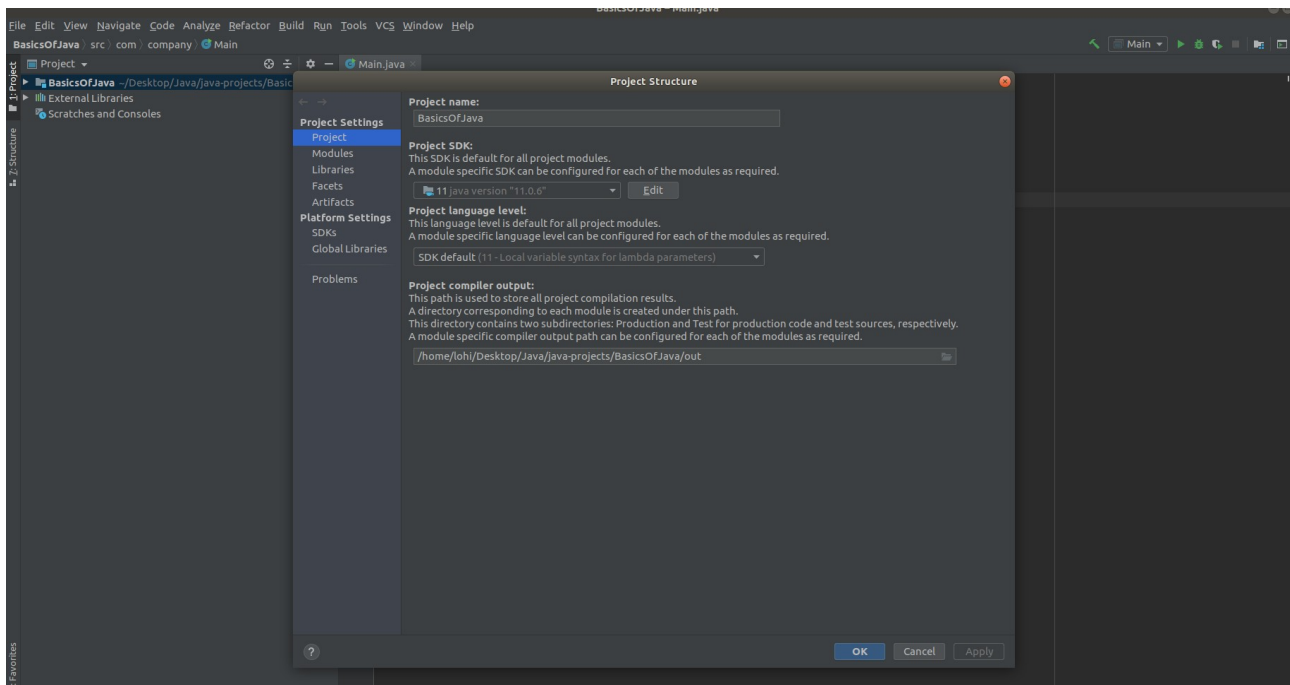 BasicsOfJava – Main.java
File Edit View Navigate Code Analyze Refactor Build Run Tools VCS Window Help
BasicsOfJava src com company Main
Main
1: Project
Project
Main.java
BasicsOfJava ~/Desktop/Java/java-projects/Basic
External Libraries
Scratches and Consoles
7: Structure
Favorites
Project Structure
Project Settings
Project
Modules
Libraries
Facets
Artifacts
Platform Settings
SDKs
Global Libraries
Problems
Project name:
BasicsOfJava
Project SDK:
This SDK is default for all project modules.
A module specific SDK can be configured for each of the modules as required.
11 java version "11.0.6"
Edit
Project language level:
This language level is default for all project modules.
A module specific language level can be configured for each of the modules as required.
SDK default (11 - Local variable syntax for lambda parameters)
Project compiler output:
This path is used to store all project compilation results.
A directory corresponding to each module is created under this path.
This directory contains two subdirectories: Production and Test for production code and test sources, respectively.
A module specific compiler output path can be configured for each of the modules as required.
/home/lohi/Desktop/Java/java-projects/BasicsOfJava/out
?
OK Cancel Apply